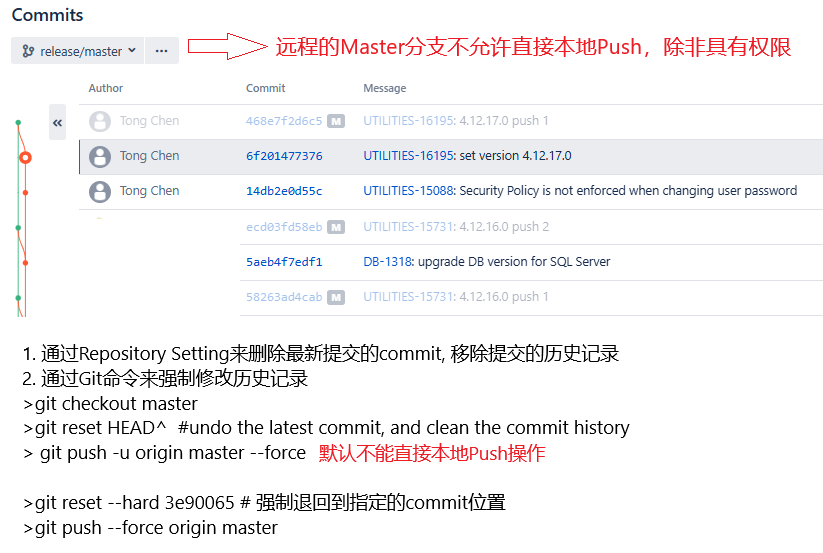 Commits
release/master ... 远程的Master分支不允许直接本地Push，除非具有权限
Author Commit Message
Tong Chen 468e7f2d6c5 M UTILITIES-16195: 4.12.17.0 push 1
Tong Chen 6f201477376 UTILITIES-16195: set version 4.12.17.0
Tong Chen 14db2e0d55c UTILITIES-15088: Security Policy is not enforced when changing user password
ecd03fd58eb M UTILITIES-15731: 4.12.16.0 push 2
5aeb4f7edf1 DB-1318: upgrade DB version for SQL Server
58263ad4cab M UTILITIES-15731: 4.12.16.0 push 1
1. 通过Repository Setting来删除最新提交的commit, 移除提交的历史记录
2. 通过Git命令来强制修改历史记录
>git checkout master
>git reset HEAD^ #undo the latest commit, and clean the commit history
> git push -u origin master --force 默认不能直接本地Push操作
>git reset --hard 3e90065 # 强制退回到指定的commit位置
>git push --force origin master